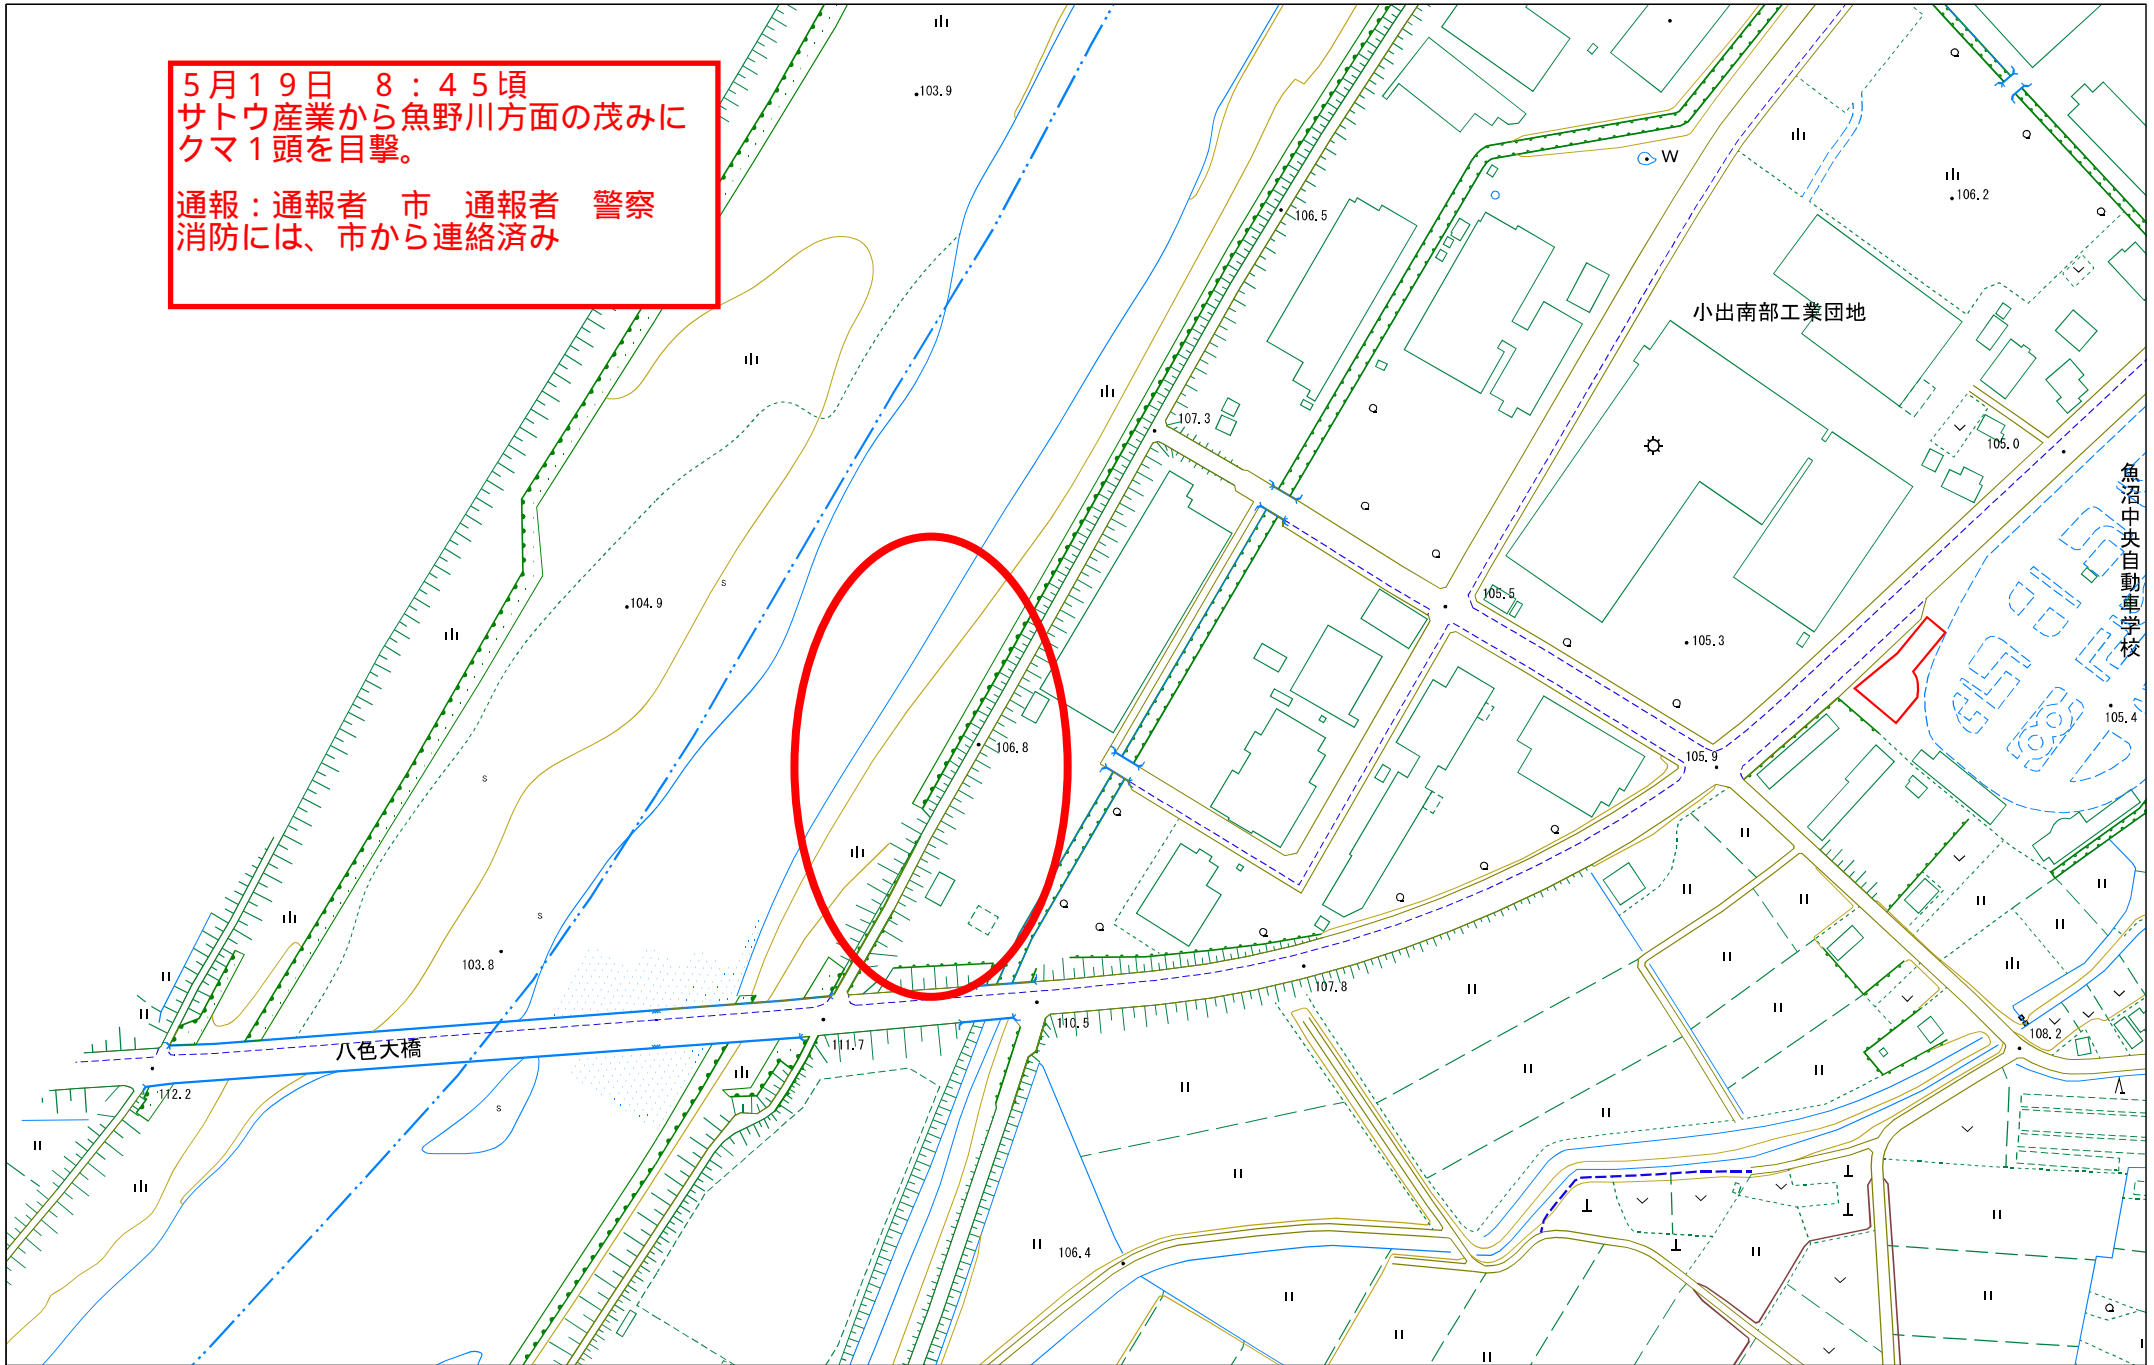 ５月１９日　８：４５頃
サトウ産業から魚野川方面の茂みに
クマ１頭を目撃。
通報：通報者　市　通報者　警察
消防には、市から連絡済み
103.9
W
106.2
106.5
小出南部工業団地
107.3
105.0
魚沼中央自動車学校
104.9
s
105.5
105.3
105.4
106.8
105.9
s
s
103.8
107.8
110.5
111.7
八色大橋
108.2
112.2
s
106.4